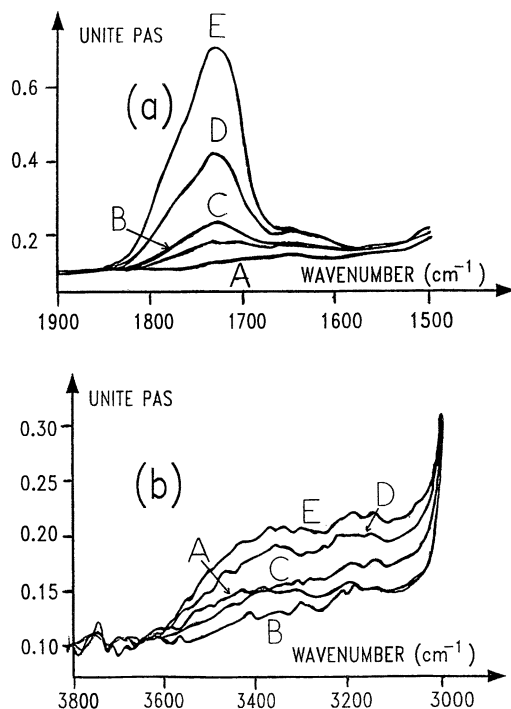 UNITE PAS
E
0.6
(a)
D
0.4
B
C
0.2
A
WAVENUMBER (cm⁻¹)
1900 1800 1700 1600 1500
UNITE PAS
0.30
(b)
0.25
E
D
0.20
A
C
0.15
B
0.10
WAVENUMBER (cm⁻¹)
3800 3600 3400 3200 3000